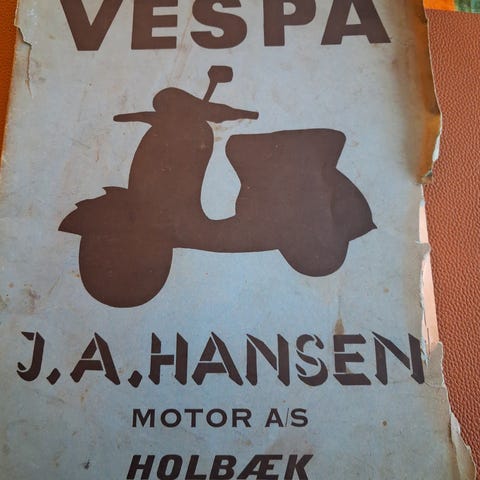 VESPA
J.A.HANSEN
MOTOR A/S
HOLBÆK